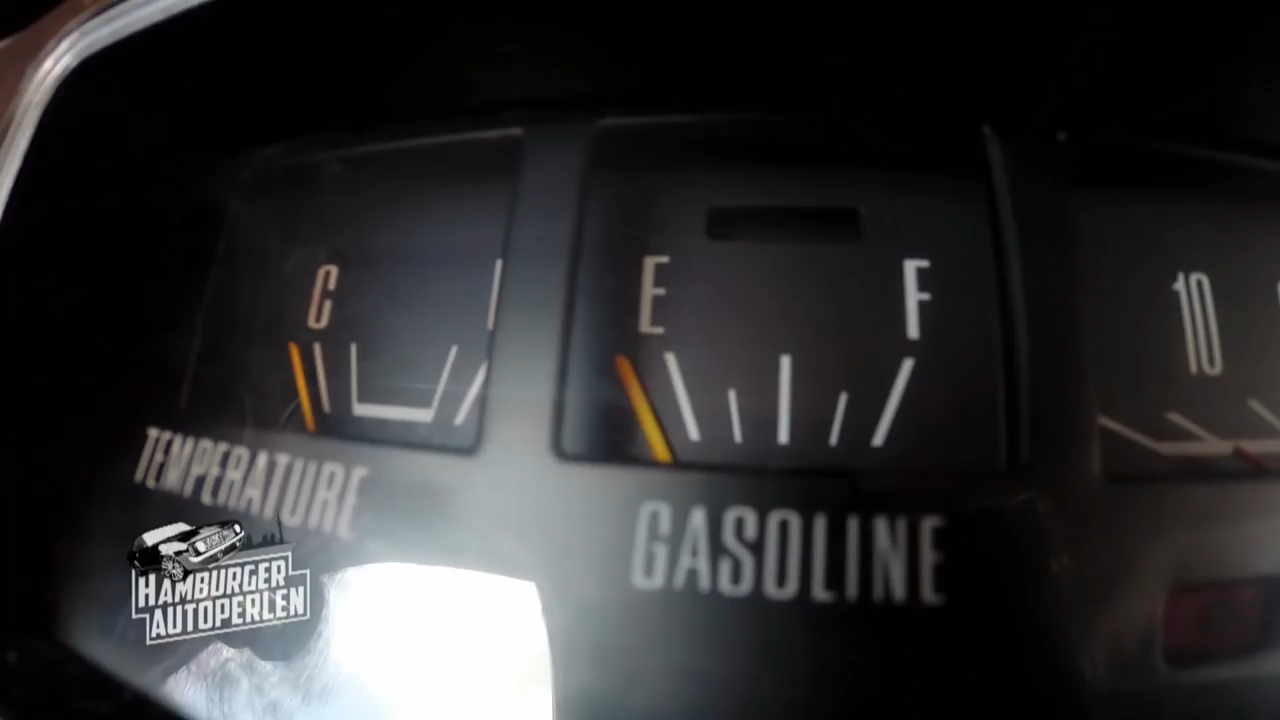 C
E
F
10
TEMPERATURE
GASOLINE
HAMBURGER
AUTOPERLEN